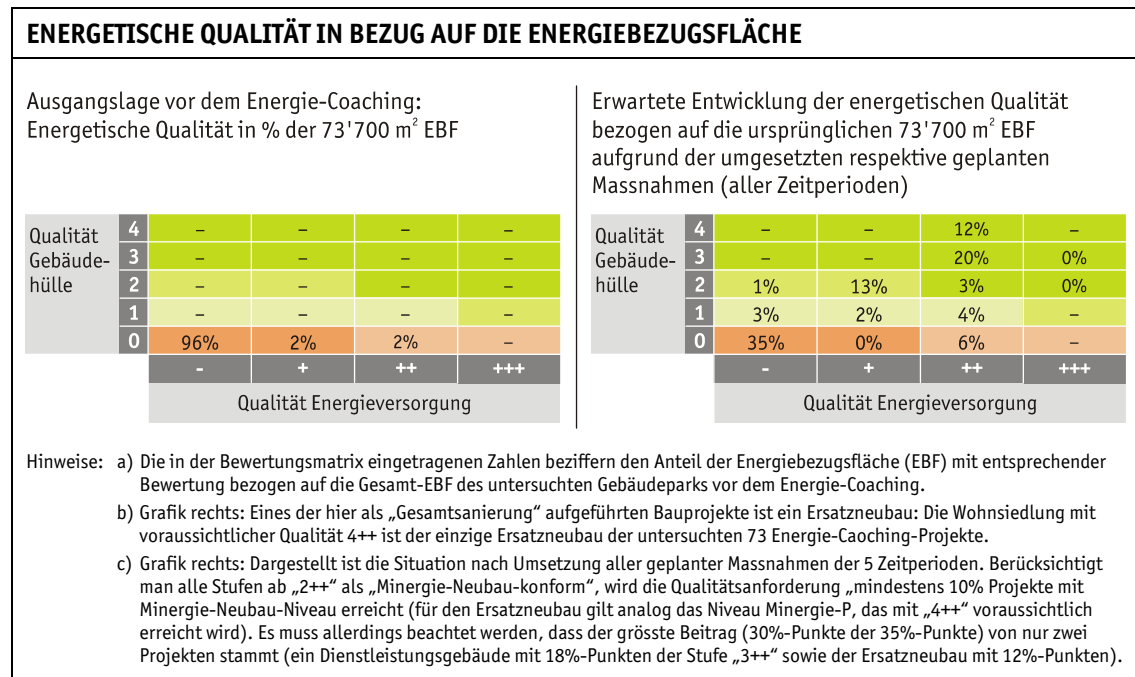 ENERGETISCHE QUALITÄT IN BEZUG AUF DIE ENERGIEBEZUGSFLÄCHE
Ausgangslage vor dem Energie-Coaching:
Energetische Qualität in % der 73'700 m² EBF
Qualität
Gebäude-
hülle
4 – – – –
3 – – – –
2 – – – –
1 – – – –
0 96% 2% 2% –
- + ++ +++
Qualität Energieversorgung
Erwartete Entwicklung der energetischen Qualität
bezogen auf die ursprünglichen 73'700 m² EBF
aufgrund der umgesetzten respektive geplanten
Massnahmen (aller Zeitperioden)
Qualität
Gebäude-
hülle
4 – – 12% –
3 – – 20% 0%
2 1% 13% 3% 0%
1 3% 2% 4% –
0 35% 0% 6% –
- + ++ +++
Qualität Energieversorgung
Hinweise: a) Die in der Bewertungsmatrix eingetragenen Zahlen beziffern den Anteil der Energiebezugsfläche (EBF) mit entsprechender
Bewertung bezogen auf die Gesamt-EBF des untersuchten Gebäudeparks vor dem Energie-Coaching.
b) Grafik rechts: Eines der hier als „Gesamtsanierung“ aufgeführten Bauprojekte ist ein Ersatzneubau: Die Wohnsiedlung mit
voraussichtlicher Qualität 4++ ist der einzige Ersatzneubau der untersuchten 73 Energie-Caoching-Projekte.
c) Grafik rechts: Dargestellt ist die Situation nach Umsetzung aller geplanter Massnahmen der 5 Zeitperioden. Berücksichtigt
man alle Stufen ab „2++“ als „Minergie-Neubau-konform“, wird die Qualitätsanforderung „mindestens 10% Projekte mit
Minergie-Neubau-Niveau erreicht (für den Ersatzneubau gilt analog das Niveau Minergie-P, das mit „4++“ voraussichtlich
erreicht wird). Es muss allerdings beachtet werden, dass der grösste Beitrag (30%-Punkte der 35%-Punkte) von nur zwei
Projekten stammt (ein Dienstleistungsgebäude mit 18%-Punkten der Stufe „3++“ sowie der Ersatzneubau mit 12%-Punkten).